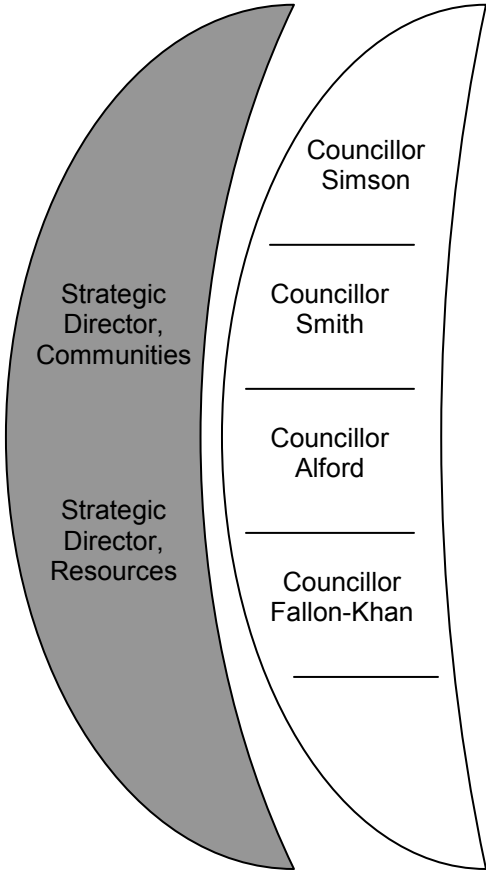 Strategic
Director,
Communities
Strategic
Director,
Resources
Councillor
Simson
Councillor
Smith
Councillor
Alford
Councillor
Fallon-Khan